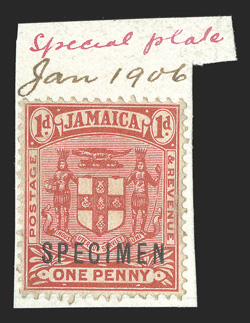 Special plate
Jan 1906
1d JAMAICA 1d
POSTAGE
& REVENUE
SPECIMEN
ONE PENNY